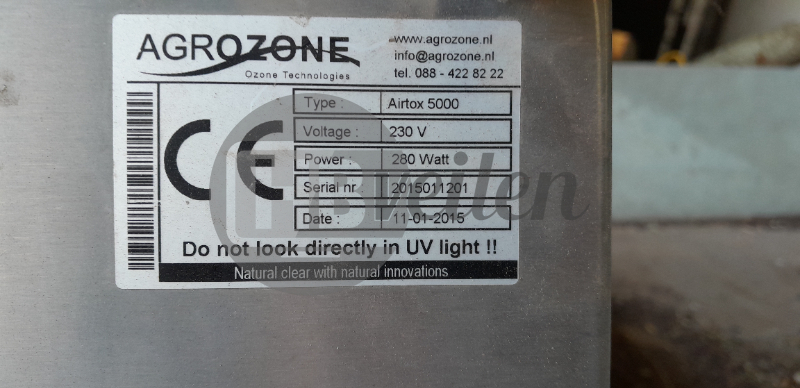 AGROZONE
Ozone Technologies
www.agrozone.nl
info@agrozone.nl
tel. 088 - 422 82 22
CE
Type : Airtox 5000
Voltage : 230 V
Power : 280 Watt
Serial nr : 2015011201
Date : 11-01-2015
Do not look directly in UV light !!
Natural clear with natural innovations
veilen